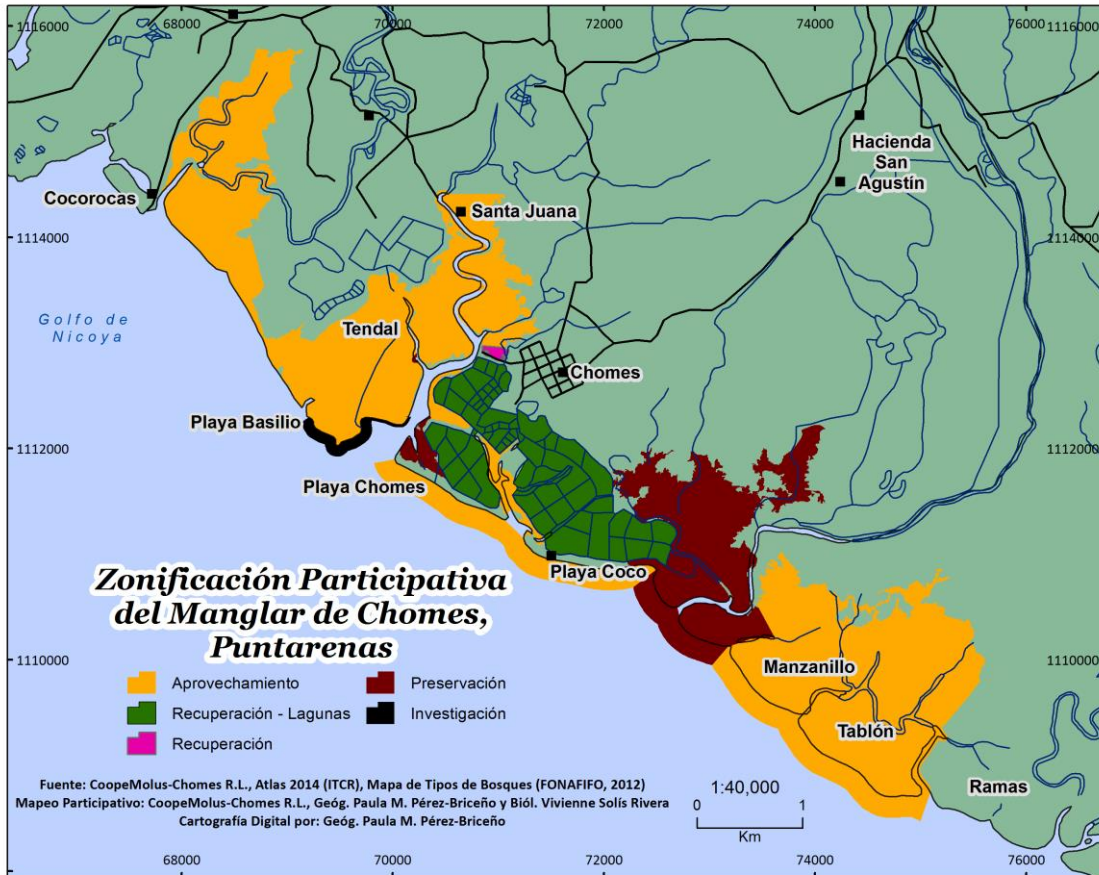 68000
70000
72000
74000
76000
1116000
1116000
Hacienda
San
Agustín
Cocorocas
Santa Juana
1114000
1114000
Golfo de
Nicoya
Tendal
Chomes
Playa Basilio
1112000
1112000
Playa Chomes
Playa Coco
Zonificación Participativa
del Manglar de Chomes,
Puntarenas
1110000
1110000
Manzanillo
Aprovechamiento
Preservación
Recuperación - Lagunas
Investigación
Recuperación
Tablón
Ramas
Fuente: CoopeMolus-Chomes R.L., Atlas 2014 (ITCR), Mapa de Tipos de Bosques (FONAFIFO, 2012)
Mapeo Participativo: CoopeMolus-Chomes R.L., Geóg. Paula M. Pérez-Briceño y Biól. Vivienne Solís Rivera
Cartografía Digital por: Geóg. Paula M. Pérez-Briceño
1:40,000
0
1
Km
68000
70000
72000
74000
76000